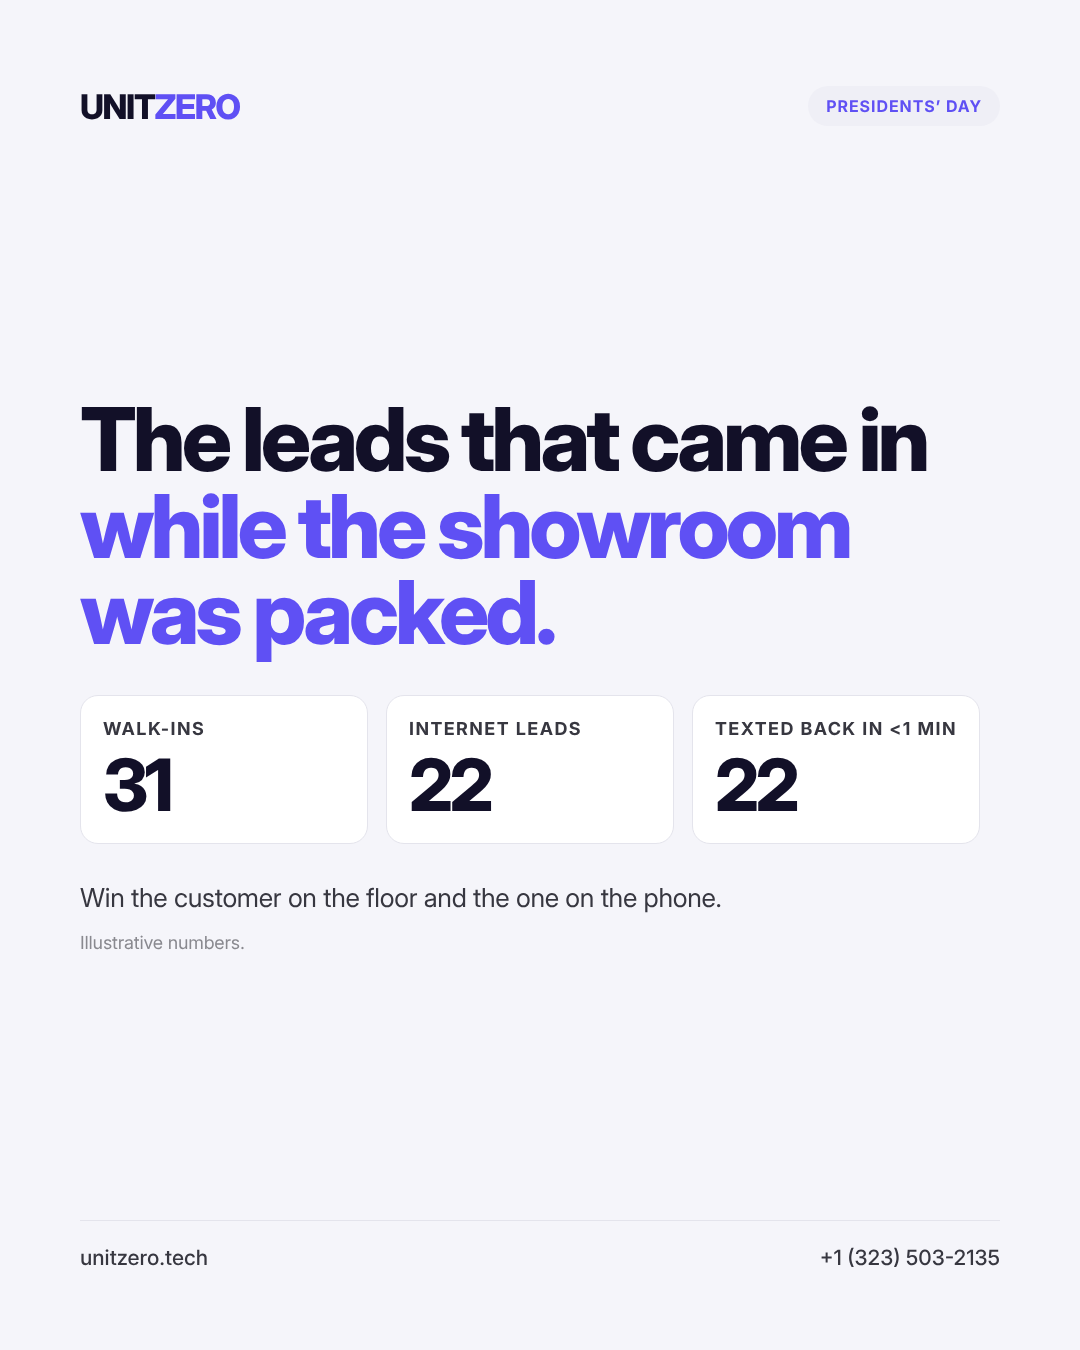 UNITZERO
PRESIDENTS’ DAY
The leads that came in
while the showroom
was packed.
WALK-INS
31
INTERNET LEADS
22
TEXTED BACK IN <1 MIN
22
Win the customer on the floor and the one on the phone.
Illustrative numbers.
unitzero.tech
+1 (323) 503-2135